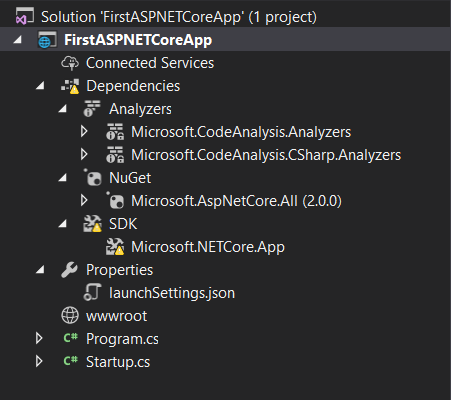 Solution 'FirstASPNETCoreApp' (1 project)
FirstASPNETCoreApp
Connected Services
Dependencies
Analyzers
Microsoft.CodeAnalysis.Analyzers
Microsoft.CodeAnalysis.CSharp.Analyzers
NuGet
Microsoft.AspNetCore.All (2.0.0)
SDK
Microsoft.NETCore.App
Properties
launchSettings.json
wwwroot
C# Program.cs
C# Startup.cs